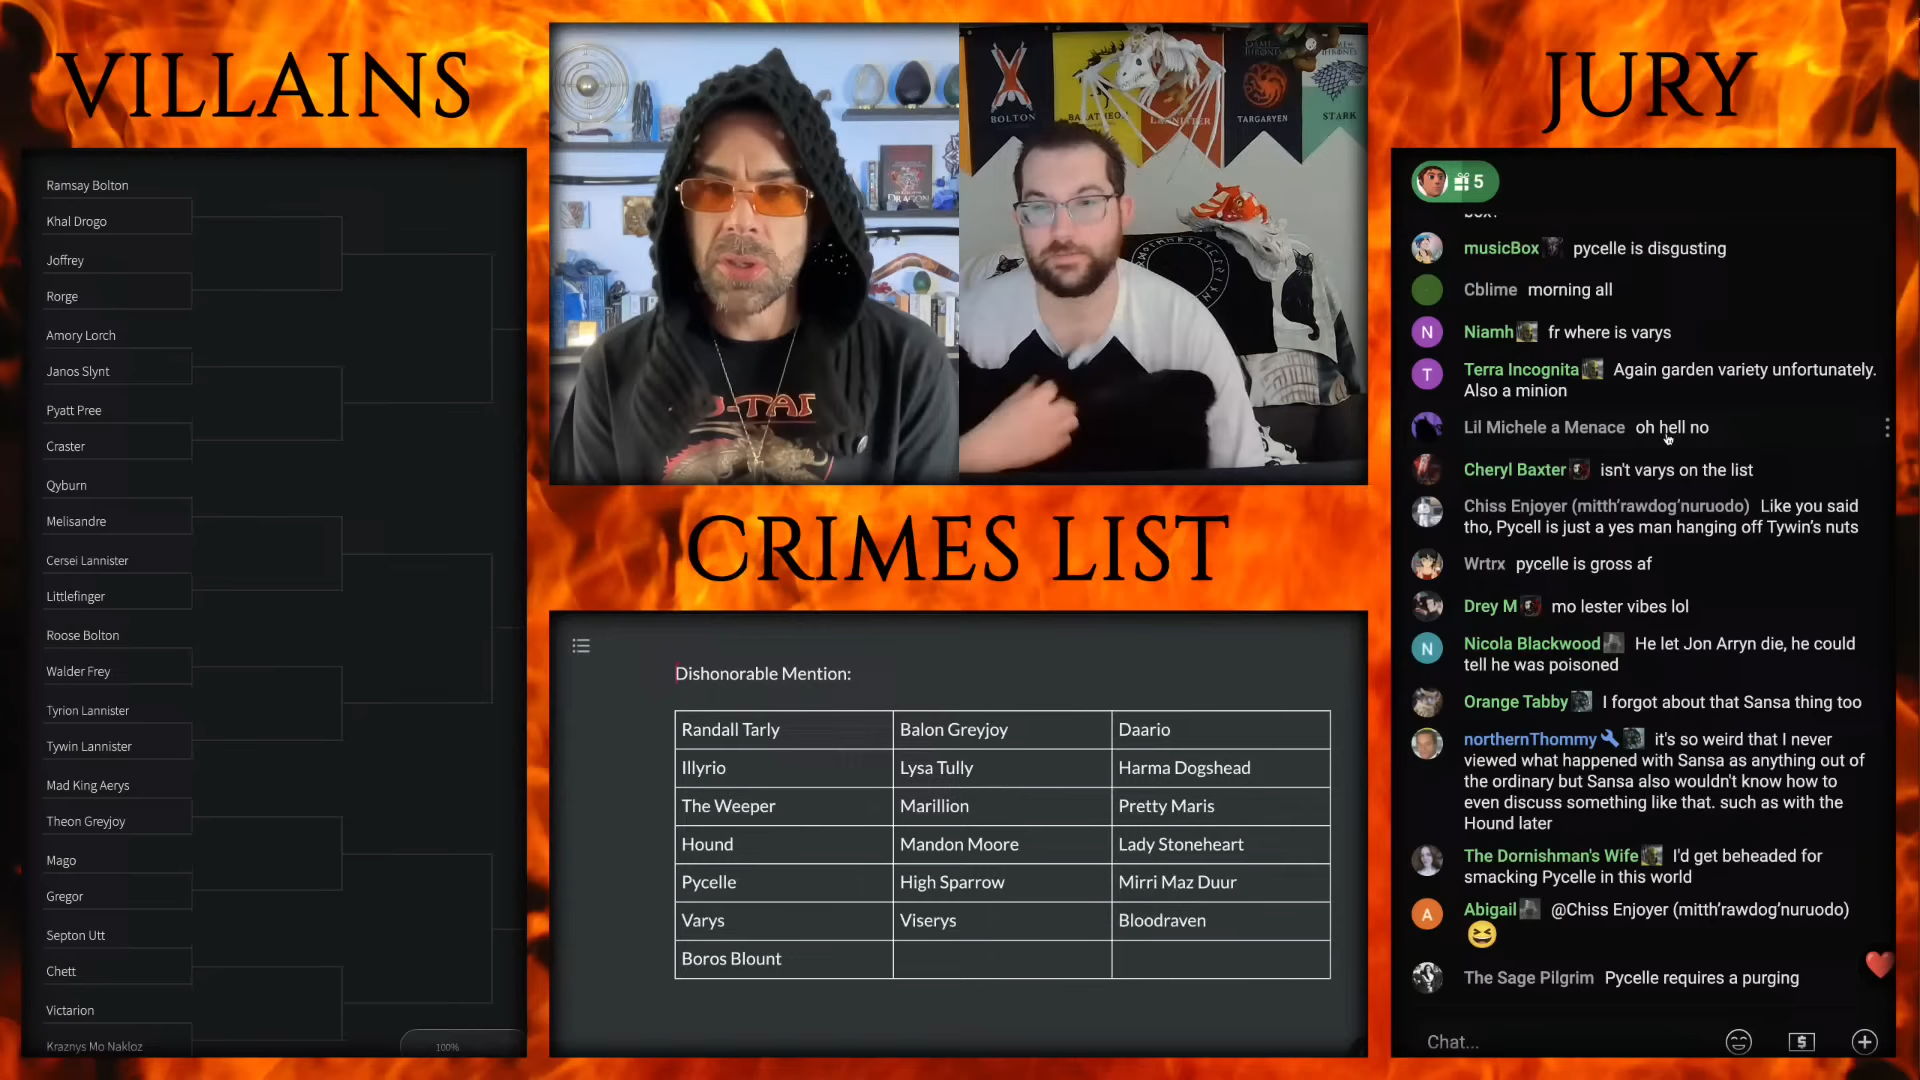 VILLAINS
Ramsay Bolton
Khal Drogo
Joffrey
Rorge
Amory Lorch
Janos Slynt
Pyatt Pree
Craster
Qyburn
Melisandre
Cersei Lannister
Littlefinger
Roose Bolton
Walder Frey
Tyrion Lannister
Tywin Lannister
Mad King Aerys
Theon Greyjoy
Mago
Gregor
Septon Utt
Chett
Victarion
Kraznys Mo Nakloz
100%
DRAGON
BOLTON
BARATHEON
LANNISTER
TARGARYEN
STARK
CRIMES LIST
Dishonorable Mention:
Randall Tarly Balon Greyjoy Daario
Illyrio Lysa Tully Harma Dogshead
The Weeper Marillion Pretty Maris
Hound Mandon Moore Lady Stoneheart
Pycelle High Sparrow Mirri Maz Duur
Varys Viserys Bloodraven
Boros Blount
JURY
5
musicBox pycelle is disgusting
Cblime morning all
N Niamh fr where is varys
T Terra Incognita Again garden variety unfortunately.
Also a minion
Lil Michele a Menace oh hell no
Cheryl Baxter isn't varys on the list
Chiss Enjoyer (mitth'rawdog'nuruodo) Like you said
tho, Pycell is just a yes man hanging off Tywin's nuts
Wrtrx pycelle is gross af
Drey M mo lester vibes lol
N Nicola Blackwood He let Jon Arryn die, he could
tell he was poisoned
Orange Tabby I forgot about that Sansa thing too
northernThommy it's so weird that I never
viewed what happened with Sansa as anything out of
the ordinary but Sansa also wouldn't know how to
even discuss something like that. such as with the
Hound later
The Dornishman's Wife I'd get beheaded for
smacking Pycelle in this world
A Abigail @Chiss Enjoyer (mitth'rawdog'nuruodo)
The Sage Pilgrim Pycelle requires a purging
Chat...